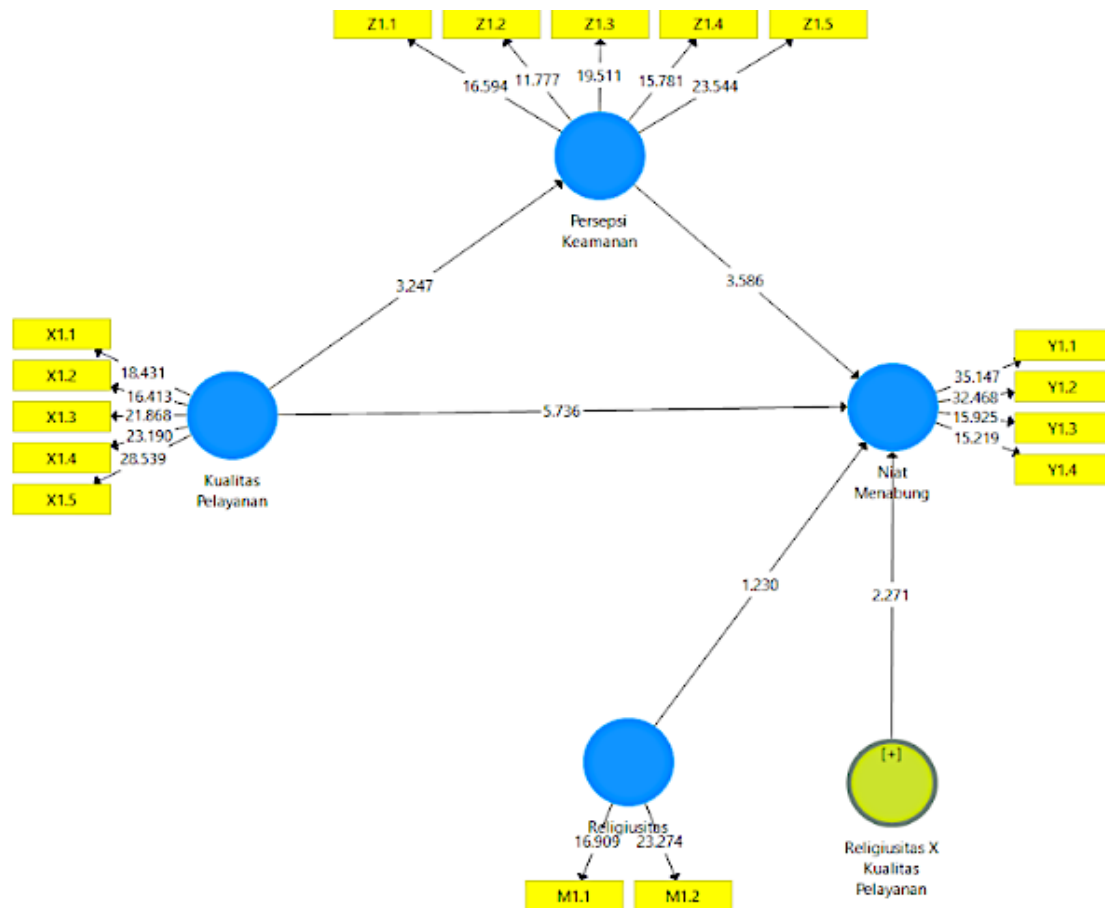 Z1.1 Z1.2 Z1.3 Z1.4 Z1.5
16.594 11.777 19.511 15.781 23.544
Persepsi
Keamanan
3.247
3.586
X1.1
X1.2
X1.3
X1.4
X1.5
18.431
16.413
21.868
23.190
28.539
Kualitas
Pelayanan
5.736
Y1.1
Y1.2
Y1.3
Y1.4
35.147
32.468
15.925
15.219
Niat
Menabung
1.230
2.271
Religiusitas
16.909 23.274
M1.1 M1.2
[+]
Religiusitas X
Kualitas
Pelayanan